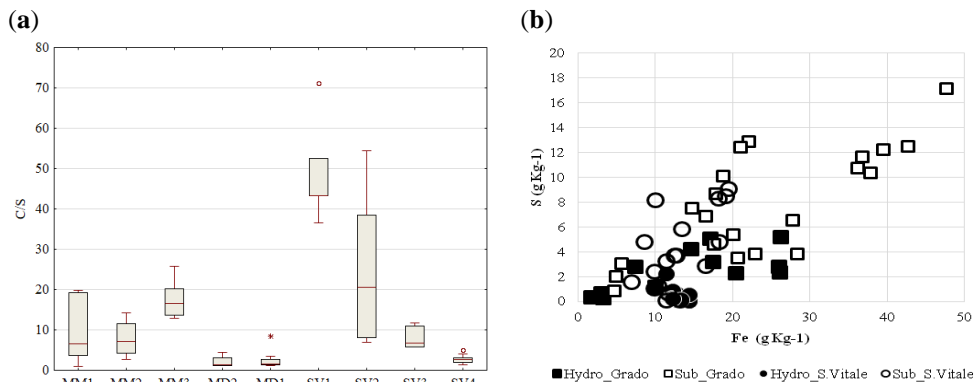 (a)
(b)
80
70
60
50
40
30
20
10
0
C/S
MM1 MM2 MM3 MD2 MD1 SV1 SV2 SV3 SV4
20
18
16
14
12
10
8
6
4
2
0
S (g Kg-1)
0 10 20 30 40 50
Fe (g Kg-1)
Hydro_Grado Sub_Grado Hydro_S.Vitale Sub_S.Vitale